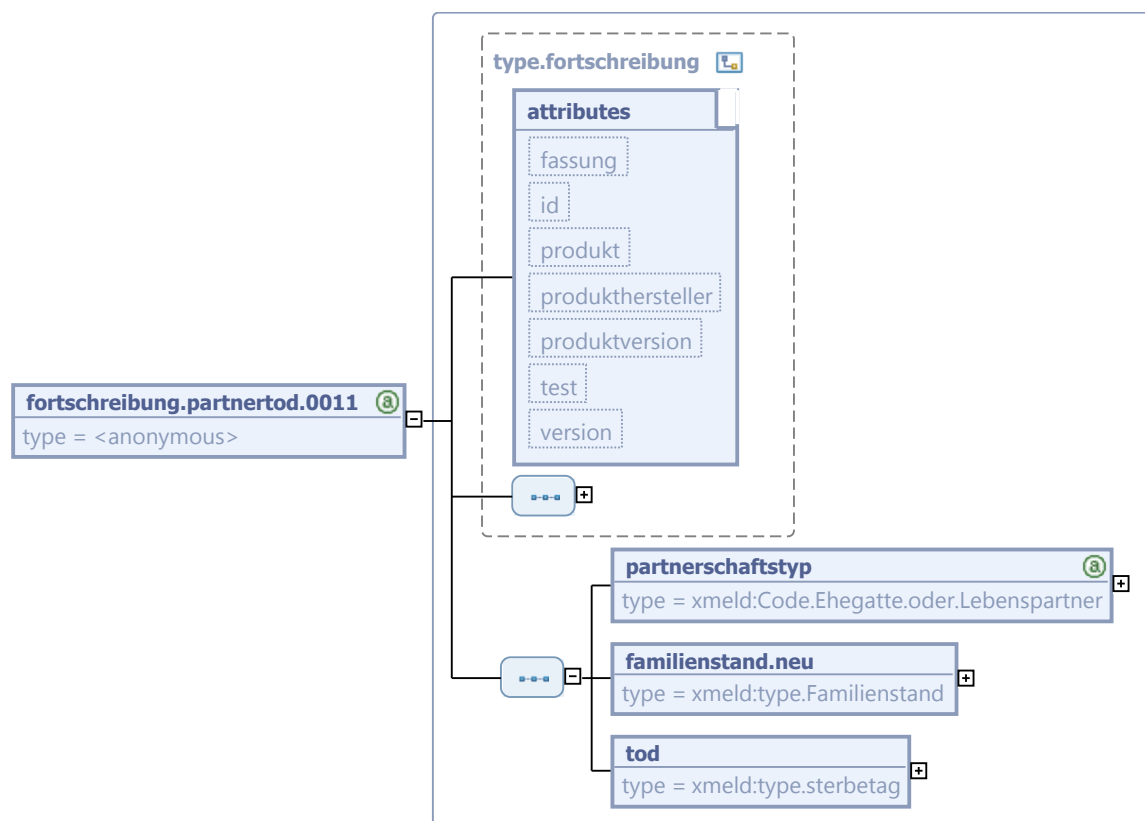 type.fortschreibung
attributes
fassung
id
produkt
produkthersteller
produktversion
test
version
fortschreibung.partnertod.0011
type = <anonymous>
partnerschaftstyp
type = xmeld:Code.Ehegatte.oder.Lebenspartner
familienstand.neu
type = xmeld:type.Familienstand
tod
type = xmeld:type.sterbetag